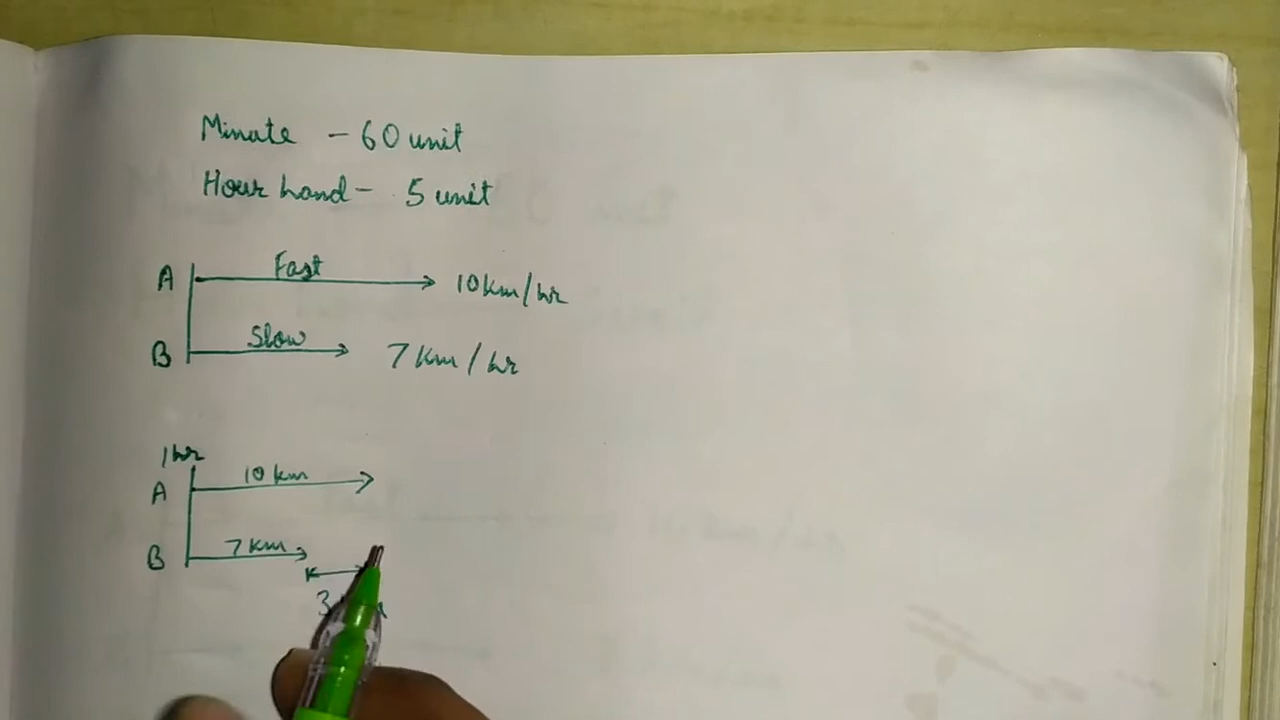 Minute - 60 unit
Hour hand - 5 unit
A Fast 10 km/hr
B Slow 7 km/hr
1hr
A 10 km
B 7 km
3